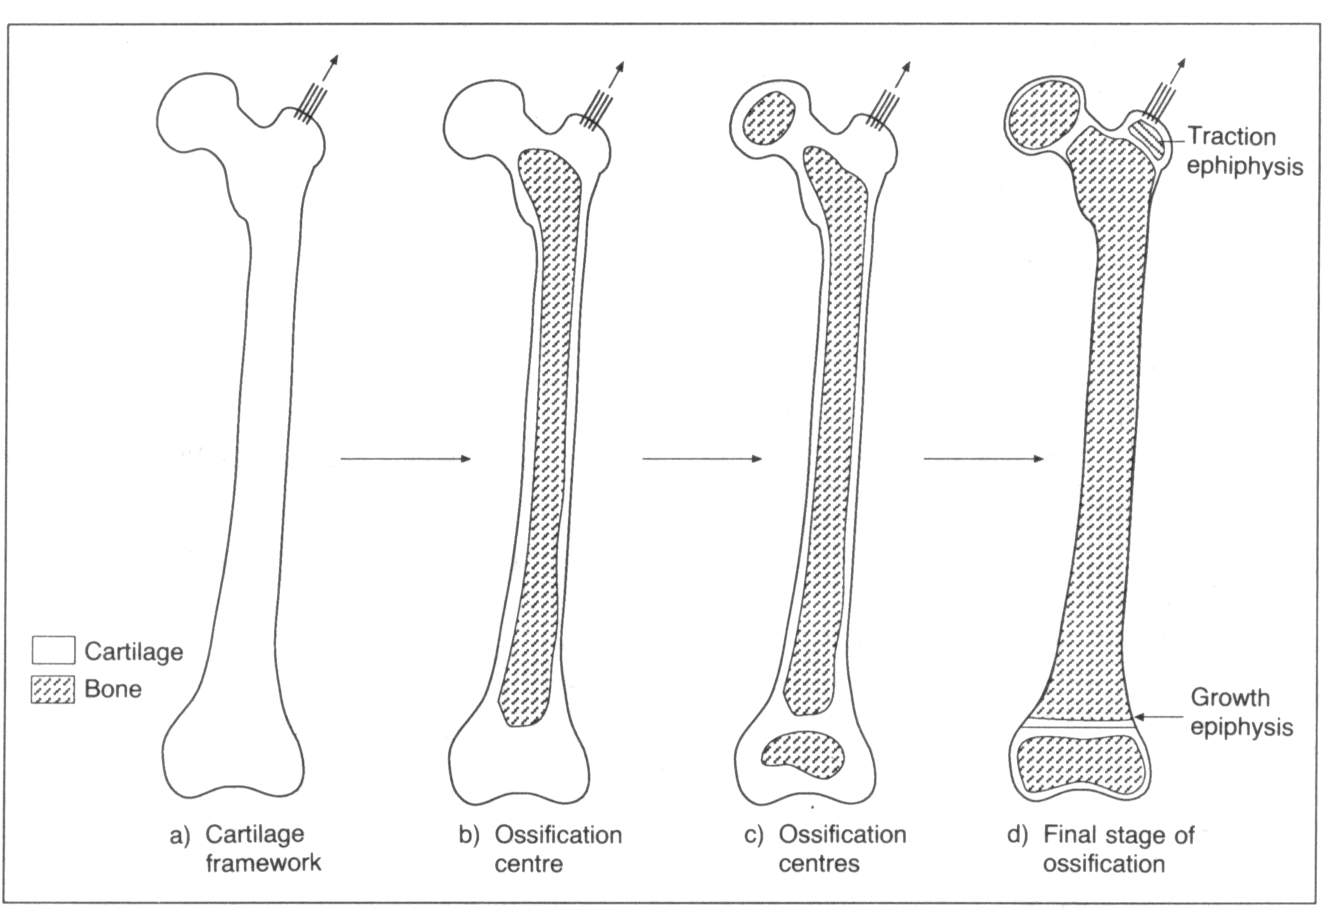 Traction
ephiphysis
Cartilage
Bone
Growth
epiphysis
a) Cartilage
framework
b) Ossification
centre
c) Ossification
centres
d) Final stage of
ossification